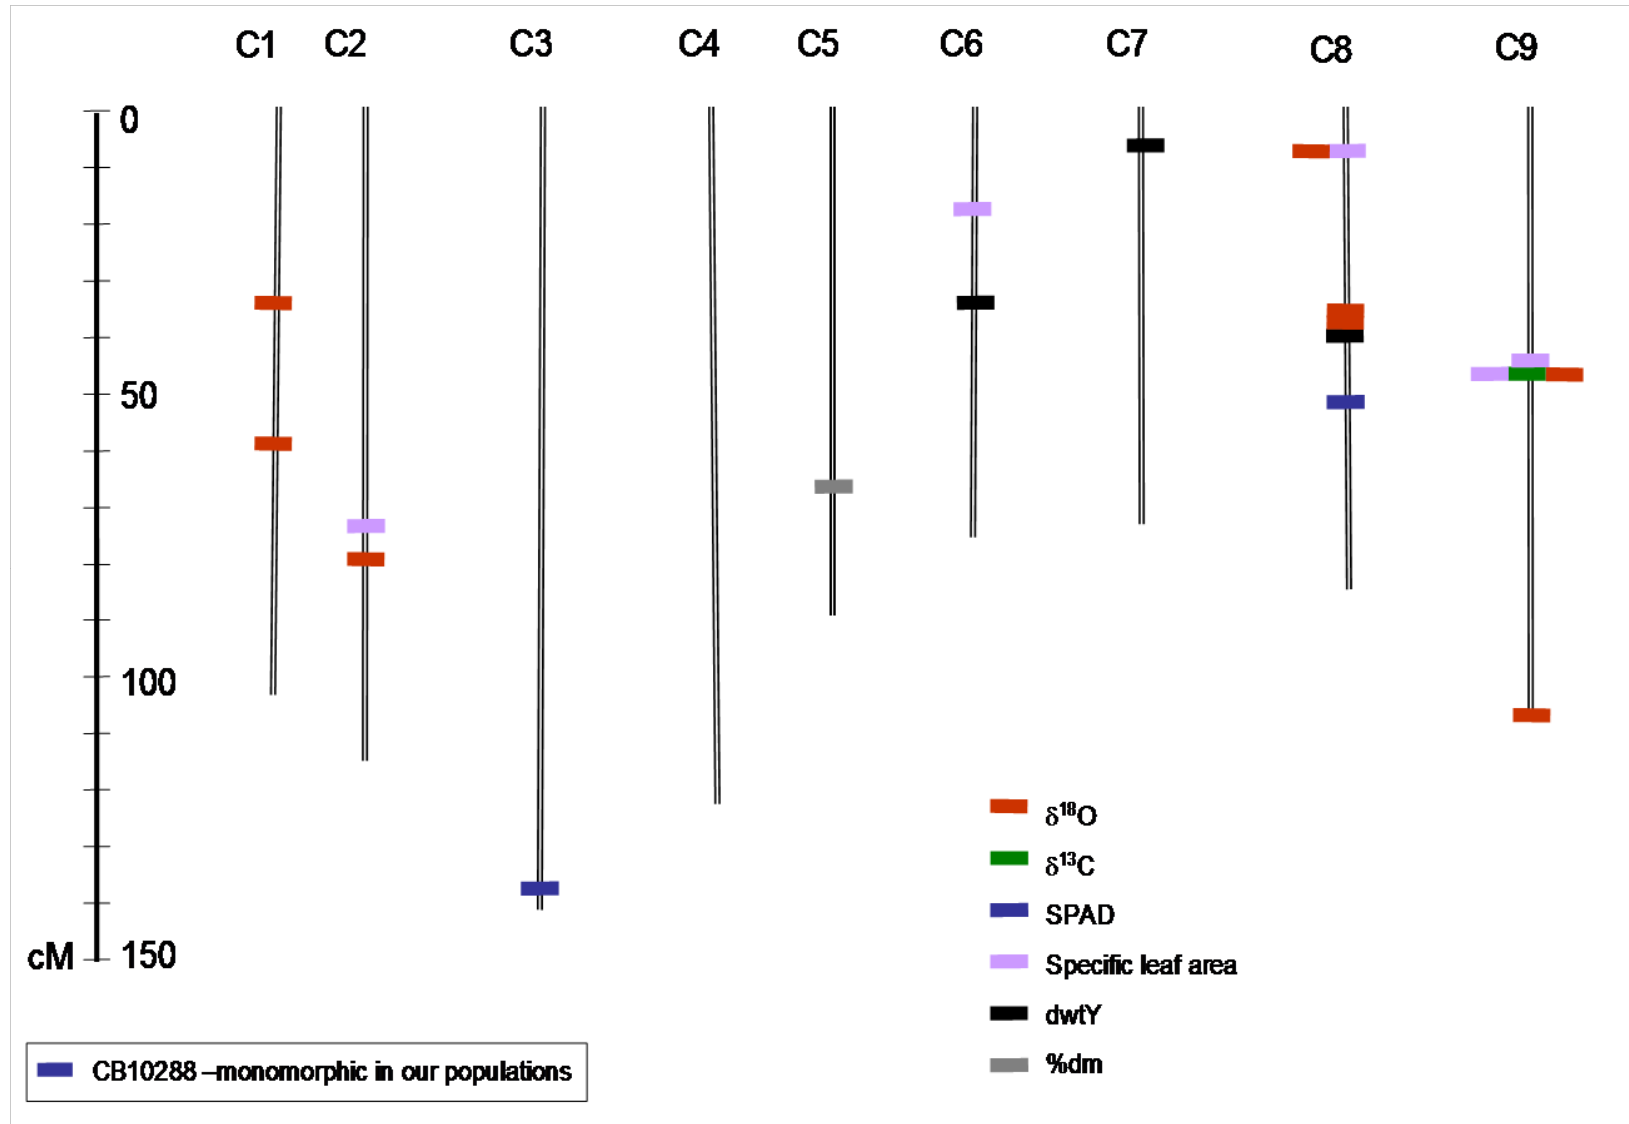 C1 C2 C3 C4 C5 C6 C7 C8 C9
0
50
100
cM 150
δ¹⁸O
δ¹³C
SPAD
Specific leaf area
dwtY
%dm
CB10288 –monomorphic in our populations